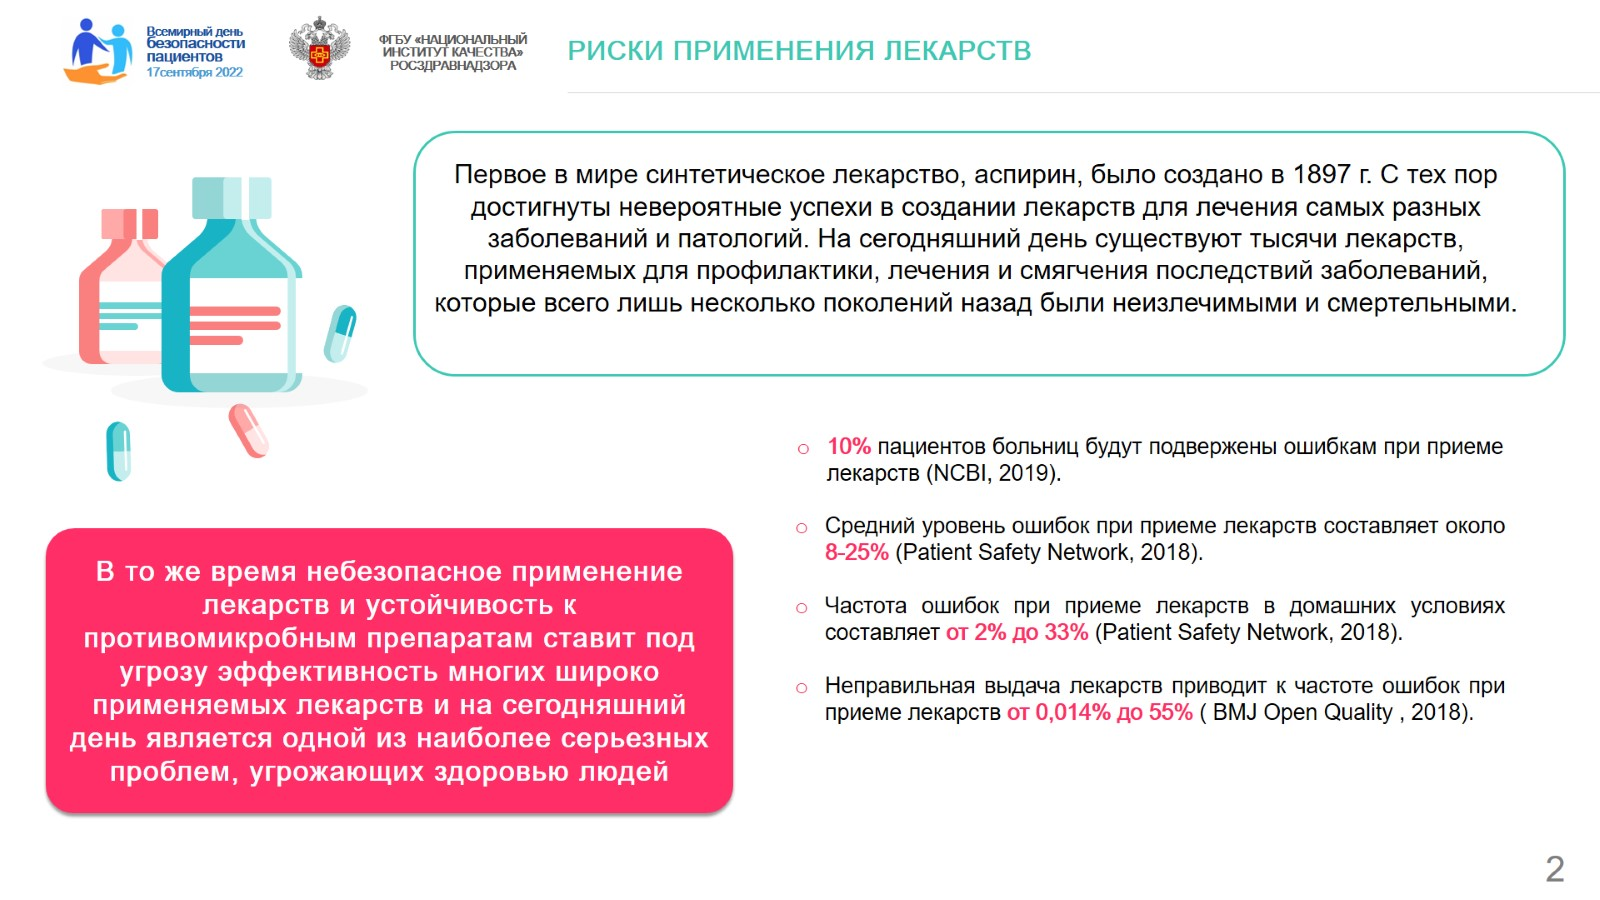 Всемирный день
безопасности
пациентов
17сентября 2022
ФГБУ «НАЦИОНАЛЬНЫЙ
ИНСТИТУТ КАЧЕСТВА»
РОСЗДРАВНАДЗОРА
РИСКИ ПРИМЕНЕНИЯ ЛЕКАРСТВ
Первое в мире синтетическое лекарство, аспирин, было создано в 1897 г. С тех пор
достигнуты невероятные успехи в создании лекарств для лечения самых разных
заболеваний и патологий. На сегодняшний день существуют тысячи лекарств,
применяемых для профилактики, лечения и смягчения последствий заболеваний,
которые всего лишь несколько поколений назад были неизлечимыми и смертельными.
○ 10% пациентов больниц будут подвержены ошибкам при приеме
лекарств (NCBI, 2019).
○ Средний уровень ошибок при приеме лекарств составляет около
8-25% (Patient Safety Network, 2018).
○ Частота ошибок при приеме лекарств в домашних условиях
составляет от 2% до 33% (Patient Safety Network, 2018).
○ Неправильная выдача лекарств приводит к частоте ошибок при
приеме лекарств от 0,014% до 55% ( BMJ Open Quality , 2018).
В то же время небезопасное применение
лекарств и устойчивость к
противомикробным препаратам ставит под
угрозу эффективность многих широко
применяемых лекарств и на сегодняшний
день является одной из наиболее серьезных
проблем, угрожающих здоровью людей
2